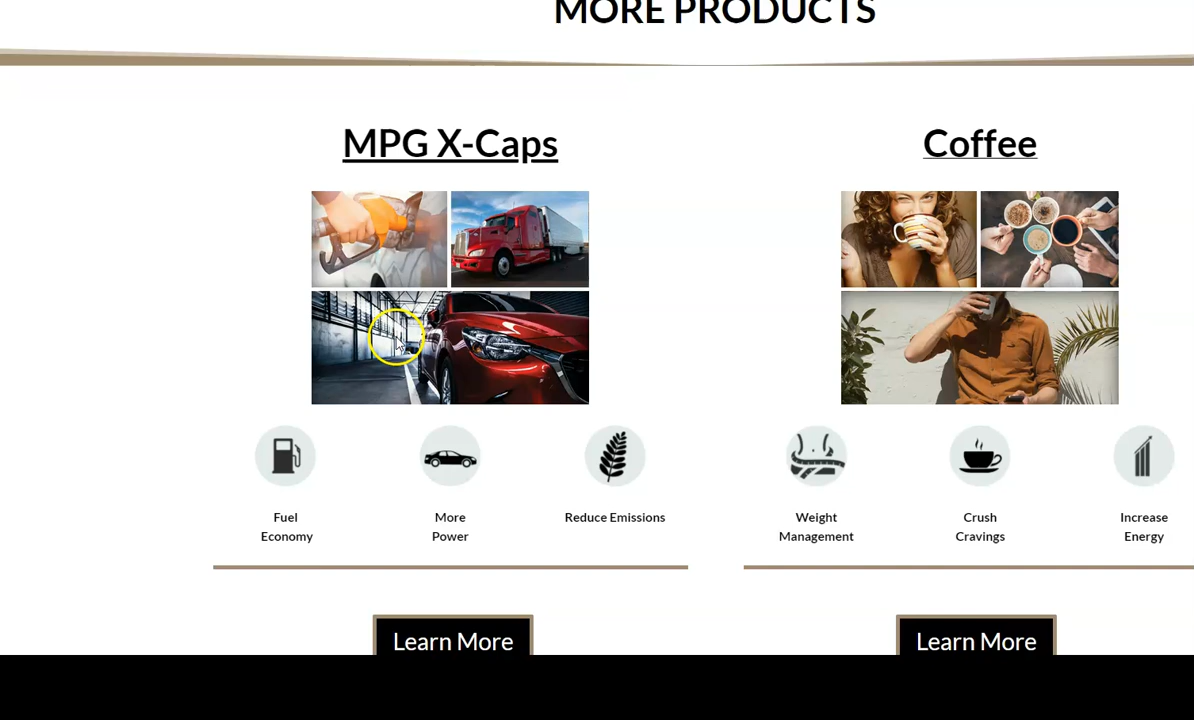 MORE PRODUCTS
MPG X-Caps
Fuel
Economy
More
Power
Reduce Emissions
Learn More
Coffee
Weight
Management
Crush
Cravings
Increase
Energy
Learn More